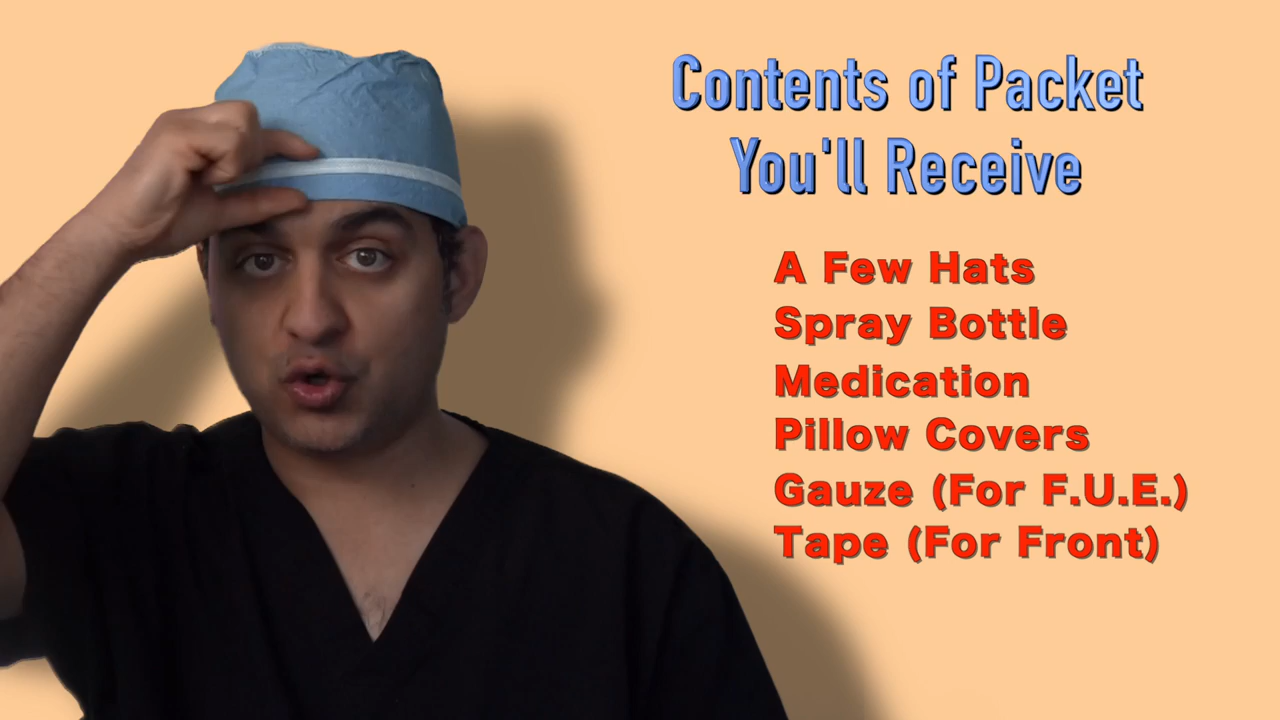 Contents of Packet
You'll Receive
A Few Hats
Spray Bottle
Medication
Pillow Covers
Gauze (For F.U.E.)
Tape (For Front)